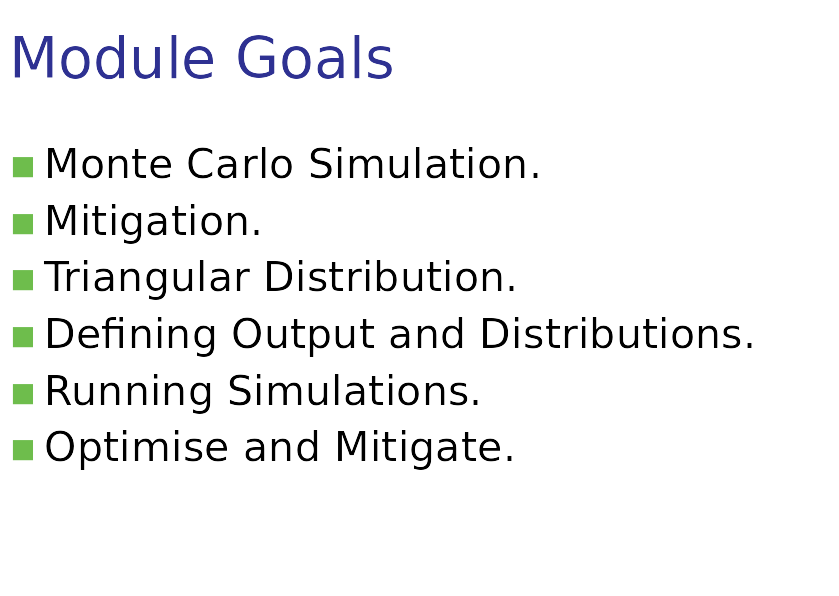 Module Goals
Monte Carlo Simulation.
Mitigation.
Triangular Distribution.
Defining Output and Distributions.
Running Simulations.
Optimise and Mitigate.